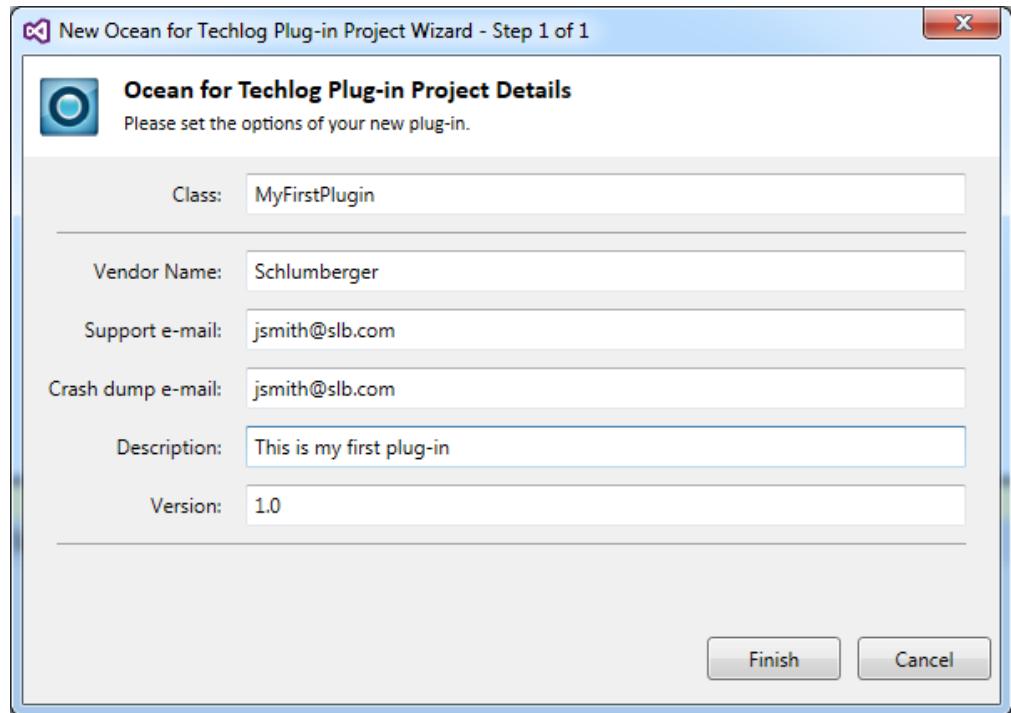 New Ocean for Techlog Plug-in Project Wizard - Step 1 of 1
Ocean for Techlog Plug-in Project Details
Please set the options of your new plug-in.
Class: MyFirstPlugin
Vendor Name: Schlumberger
Support e-mail: jsmith@slb.com
Crash dump e-mail: jsmith@slb.com
Description: This is my first plug-in
Version: 1.0
Finish Cancel